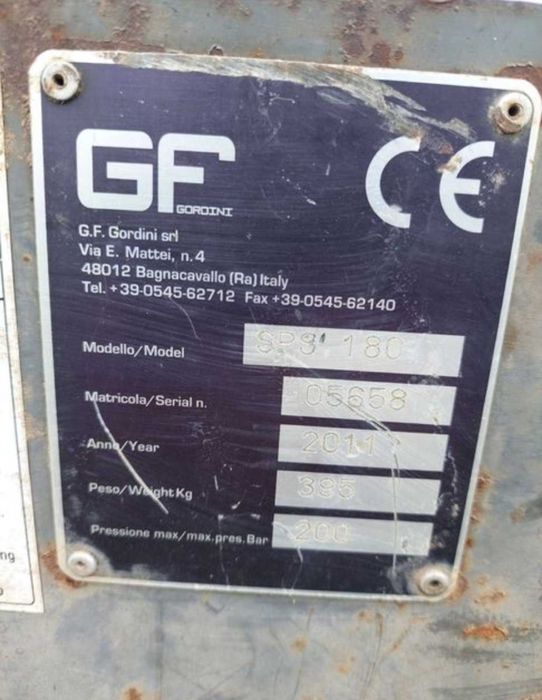 GF
GORDINI
CE
G.F. Gordini srl
Via E. Mattei, n. 4
48012 Bagnacavallo (Ra) Italy
Tel. +39-0545-62712 Fax +39-0545-62140
Modello/Model SPS 180
Matricola/Serial n. 05658
Anno/Year 2011
Peso/Weight Kg 395
Pressione max/max.pres.Bar 200
ng